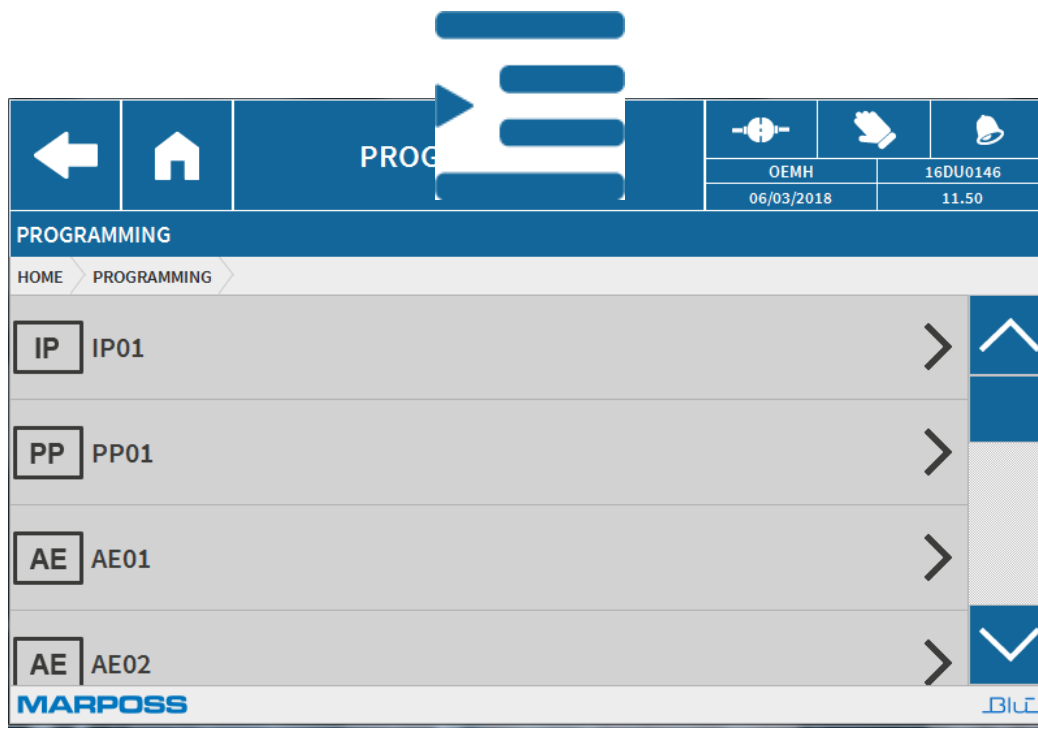 PROG
OEMH 16DU0146
06/03/2018 11.50
PROGRAMMING
HOME PROGRAMMING
IP IP01
PP PP01
AE AE01
AE AE02
MARPOSS Blú